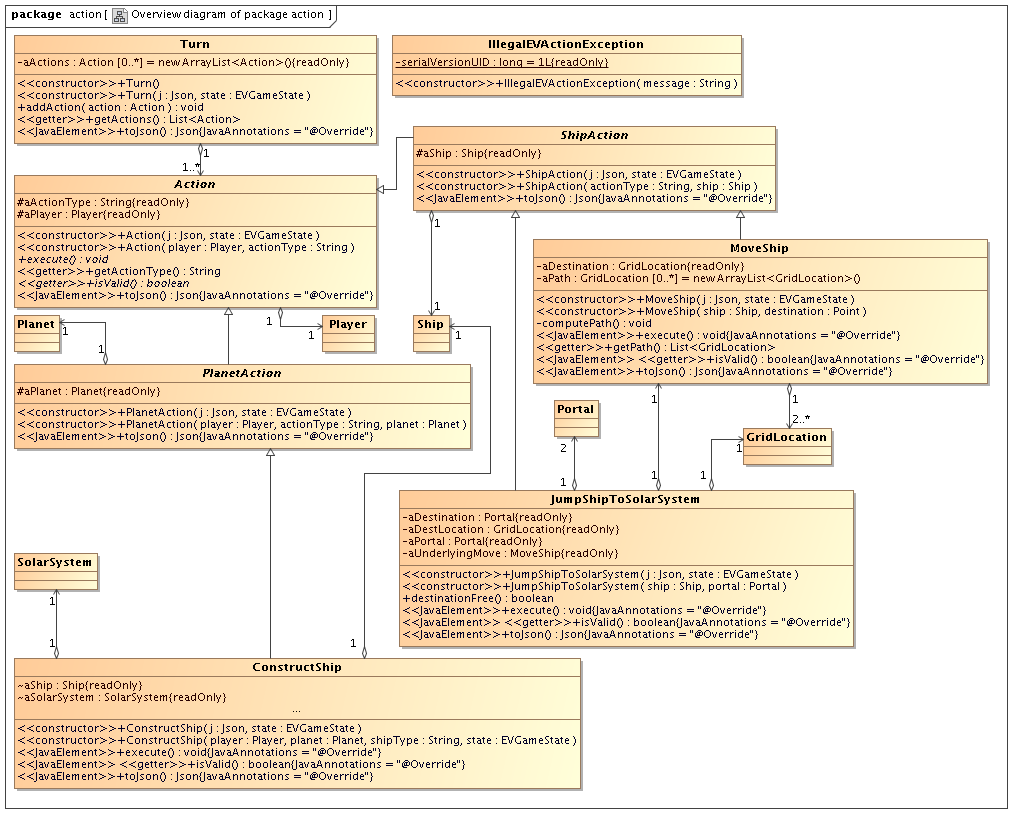 package action [ Overview diagram of package action ]
Turn
-aActions : Action [0..*] = new ArrayList<Action>(){readOnly}
<<constructor>>+Turn()
<<constructor>>+Turn( j : Json, state : EVGameState )
+addAction( action : Action ) : void
<<getter>>+getActions() : List<Action>
<<JavaElement>>+toJson() : Json{JavaAnnotations = "@Override"}
IllegalEVActionException
-serialVersionUID : long = 1L{readOnly}
<<constructor>>+IllegalEVActionException( message : String )
1
1..*
ShipAction
#aShip : Ship{readOnly}
<<constructor>>+ShipAction( j : Json, state : EVGameState )
<<constructor>>+ShipAction( actionType : String, ship : Ship )
<<JavaElement>>+toJson() : Json{JavaAnnotations = "@Override"}
Action
#aActionType : String{readOnly}
#aPlayer : Player{readOnly}
<<constructor>>+Action( j : Json, state : EVGameState )
<<constructor>>+Action( player : Player, actionType : String )
+execute() : void
<<getter>>+getActionType() : String
<<getter>>+isValid() : boolean
<<JavaElement>>+toJson() : Json{JavaAnnotations = "@Override"}
1
1
MoveShip
-aDestination : GridLocation{readOnly}
-aPath : GridLocation [0..*] = new ArrayList<GridLocation>()
<<constructor>>+MoveShip( j : Json, state : EVGameState )
<<constructor>>+MoveShip( ship : Ship, destination : Point )
-computePath() : void
<<JavaElement>>+execute() : void{JavaAnnotations = "@Override"}
<<getter>>+getPath() : List<GridLocation>
<<JavaElement>> <<getter>>+isValid() : boolean{JavaAnnotations = "@Override"}
<<JavaElement>>+toJson() : Json{JavaAnnotations = "@Override"}
Planet
1
1
1
1
Player
Ship
1
PlanetAction
#aPlanet : Planet{readOnly}
<<constructor>>+PlanetAction( j : Json, state : EVGameState )
<<constructor>>+PlanetAction( player : Player, actionType : String, planet : Planet )
<<JavaElement>>+toJson() : Json{JavaAnnotations = "@Override"}
Portal
2
1
1
1
1
2..*
1
1
GridLocation
JumpShipToSolarSystem
-aDestination : Portal{readOnly}
-aDestLocation : GridLocation{readOnly}
-aPortal : Portal{readOnly}
-aUnderlyingMove : MoveShip{readOnly}
<<constructor>>+JumpShipToSolarSystem( j : Json, state : EVGameState )
<<constructor>>+JumpShipToSolarSystem( ship : Ship, portal : Portal )
+destinationFree() : boolean
<<JavaElement>>+execute() : void{JavaAnnotations = "@Override"}
<<JavaElement>> <<getter>>+isValid() : boolean{JavaAnnotations = "@Override"}
<<JavaElement>>+toJson() : Json{JavaAnnotations = "@Override"}
SolarSystem
1
1
1
ConstructShip
~aShip : Ship{readOnly}
~aSolarSystem : SolarSystem{readOnly}
...
<<constructor>>+ConstructShip( j : Json, state : EVGameState )
<<constructor>>+ConstructShip( player : Player, planet : Planet, shipType : String, state : EVGameState )
<<JavaElement>>+execute() : void{JavaAnnotations = "@Override"}
<<JavaElement>> <<getter>>+isValid() : boolean{JavaAnnotations = "@Override"}
<<JavaElement>>+toJson() : Json{JavaAnnotations = "@Override"}